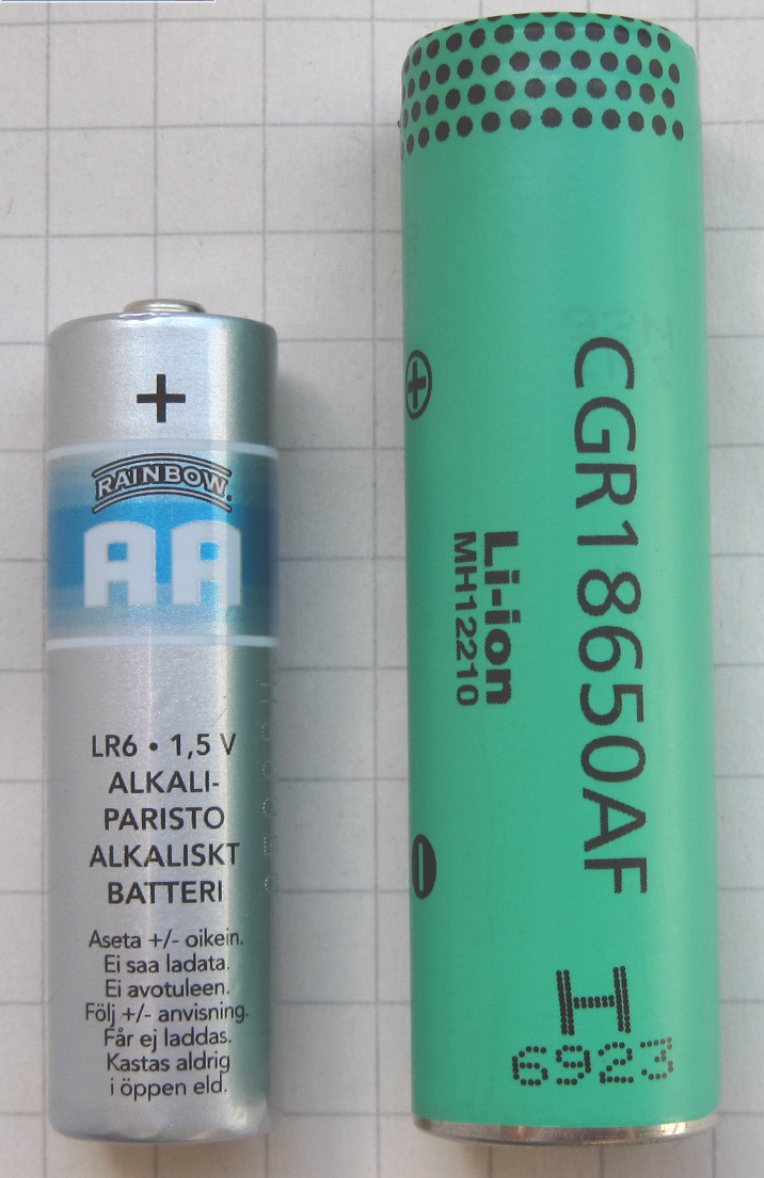 +
RAINBOW
AA
LR6 • 1,5 V
ALKALI-
PARISTO
ALKALISKT
BATTERI
Aseta +/- oikein.
Ei saa ladata.
Ei avotuleen.
Följ +/- anvisning.
Får ej laddas.
Kastas aldrig
i öppen eld.
+
-
CGR18650AF
Li-ion
MH12210
H
6923